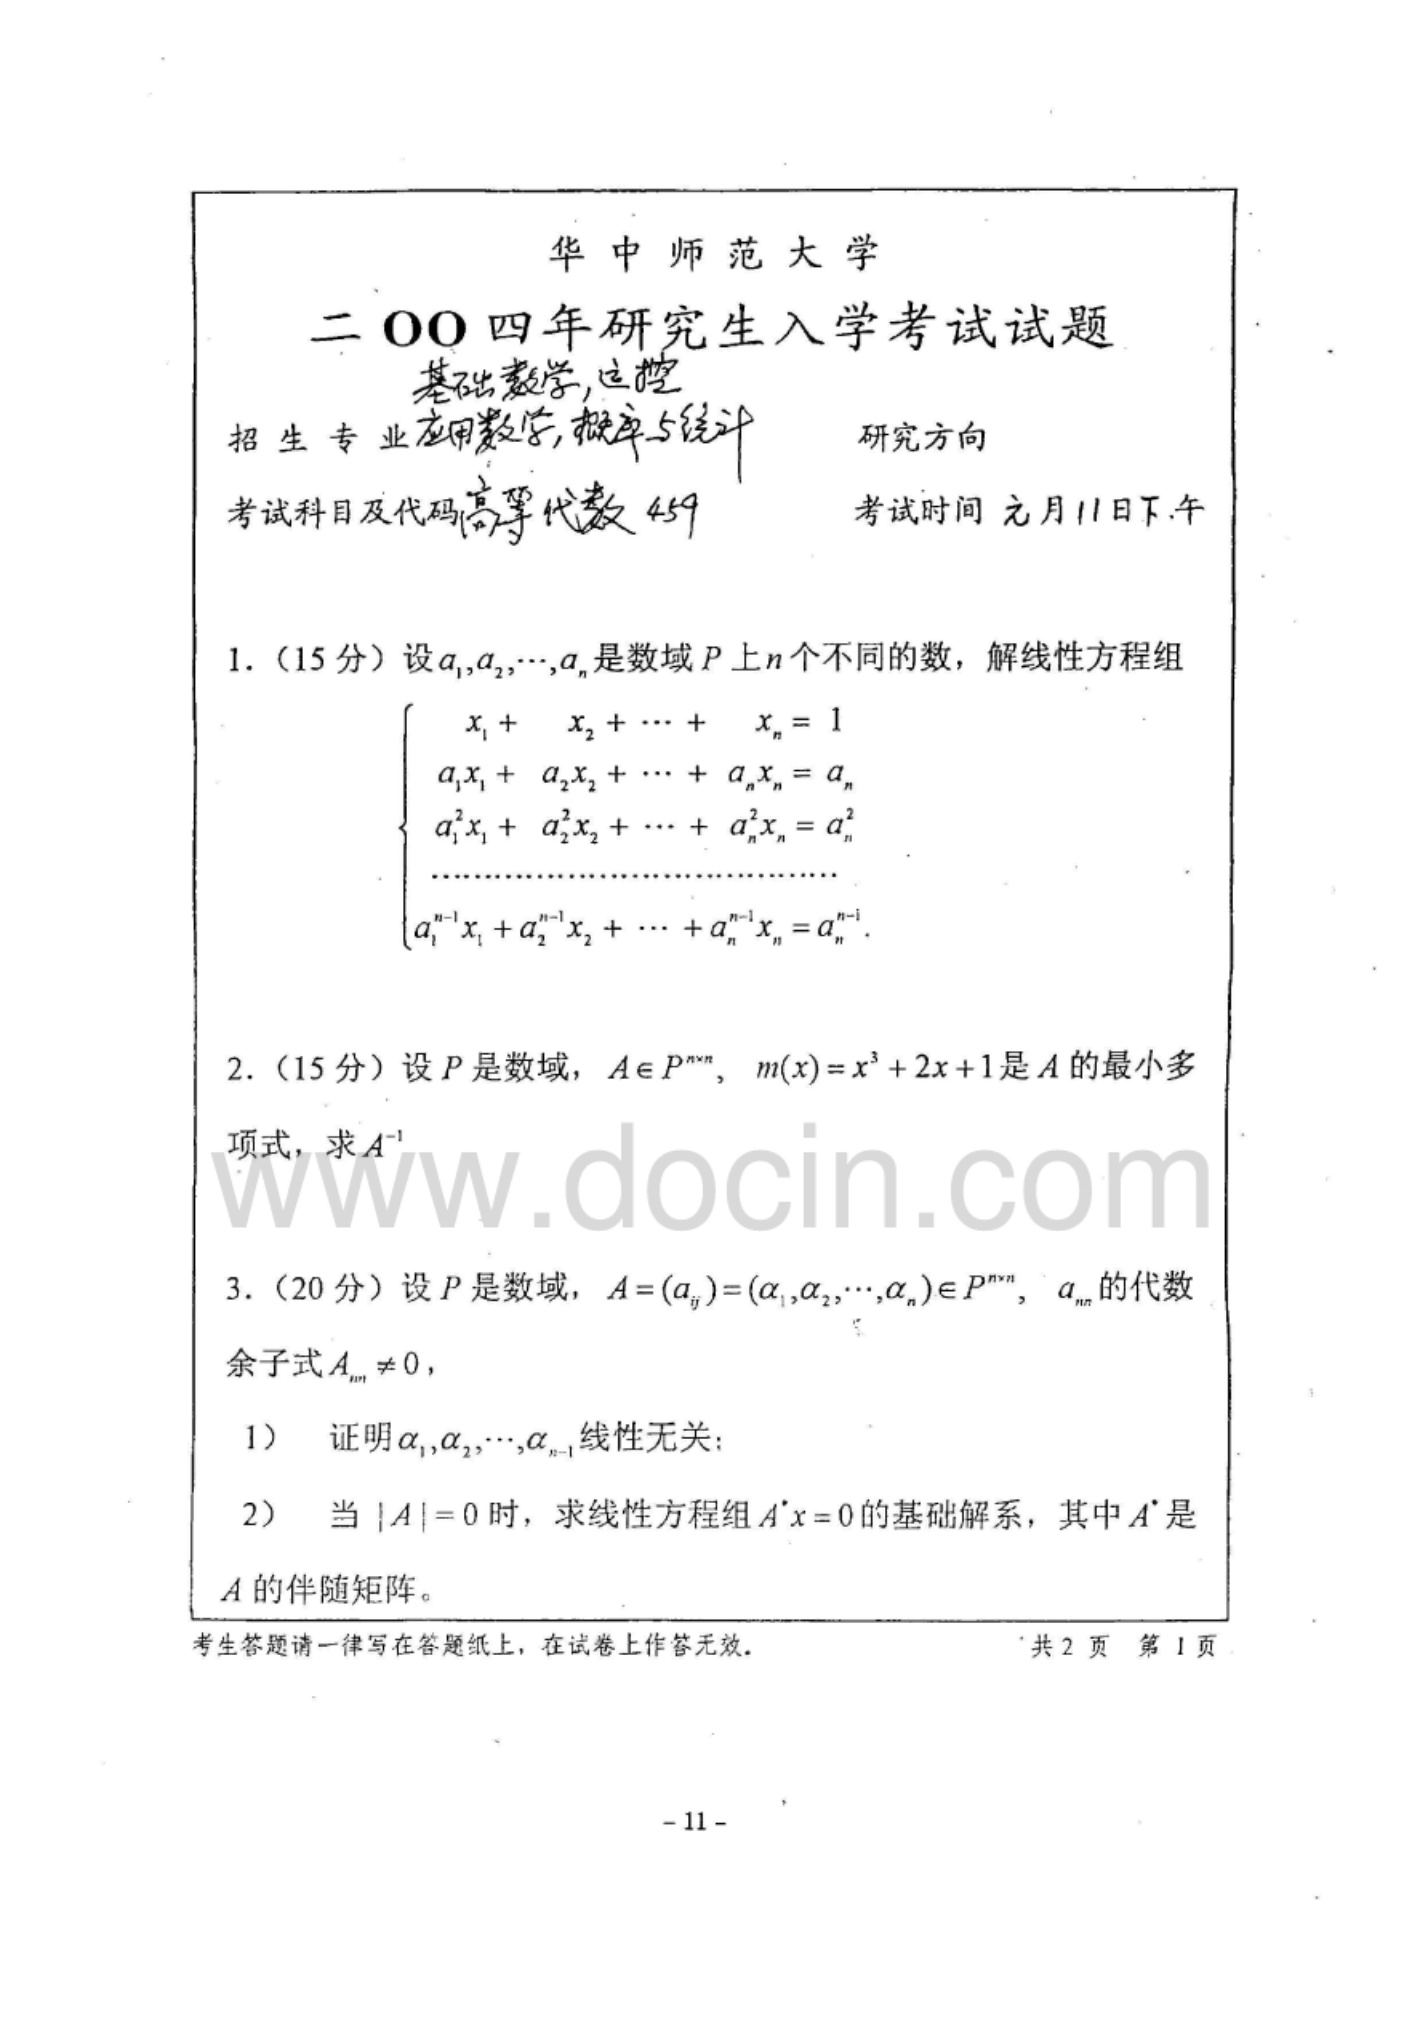 华中师范大学
二OO四年研究生入学考试试题
基础数学,运控
招生专业 应用数学,概率与统计 研究方向
考试科目及代码 高等代数 459 考试时间 元月11日下午
1.（15分）设a₁,a₂,⋯,aₙ是数域P上n个不同的数，解线性方程组
x₁ + x₂ + ⋯ + xₙ = 1
a₁x₁ + a₂x₂ + ⋯ + aₙxₙ = aₙ
a₁²x₁ + a₂²x₂ + ⋯ + aₙ²xₙ = aₙ²
…………………………………
a₁ⁿ⁻¹x₁ + a₂ⁿ⁻¹x₂ + ⋯ + aₙⁿ⁻¹xₙ = aₙⁿ⁻¹.
2.（15分）设P是数域，A∈Pⁿ˟ⁿ, m(x)=x³+2x+1是A的最小多
项式，求A⁻¹
www.docin.com
3.（20分）设P是数域，A=(aᵢⱼ)=(α₁,α₂,⋯,αₙ)∈Pⁿ˟ⁿ, aₙₙ的代数
余子式Aₙₙ≠0，
1） 证明α₁,α₂,⋯,αₙ₋₁线性无关;
2） 当|A|=0时，求线性方程组A*x=0的基础解系，其中A*是
A的伴随矩阵。
考生答题请一律写在答题纸上，在试卷上作答无效. 共2页 第1页
- 11 -